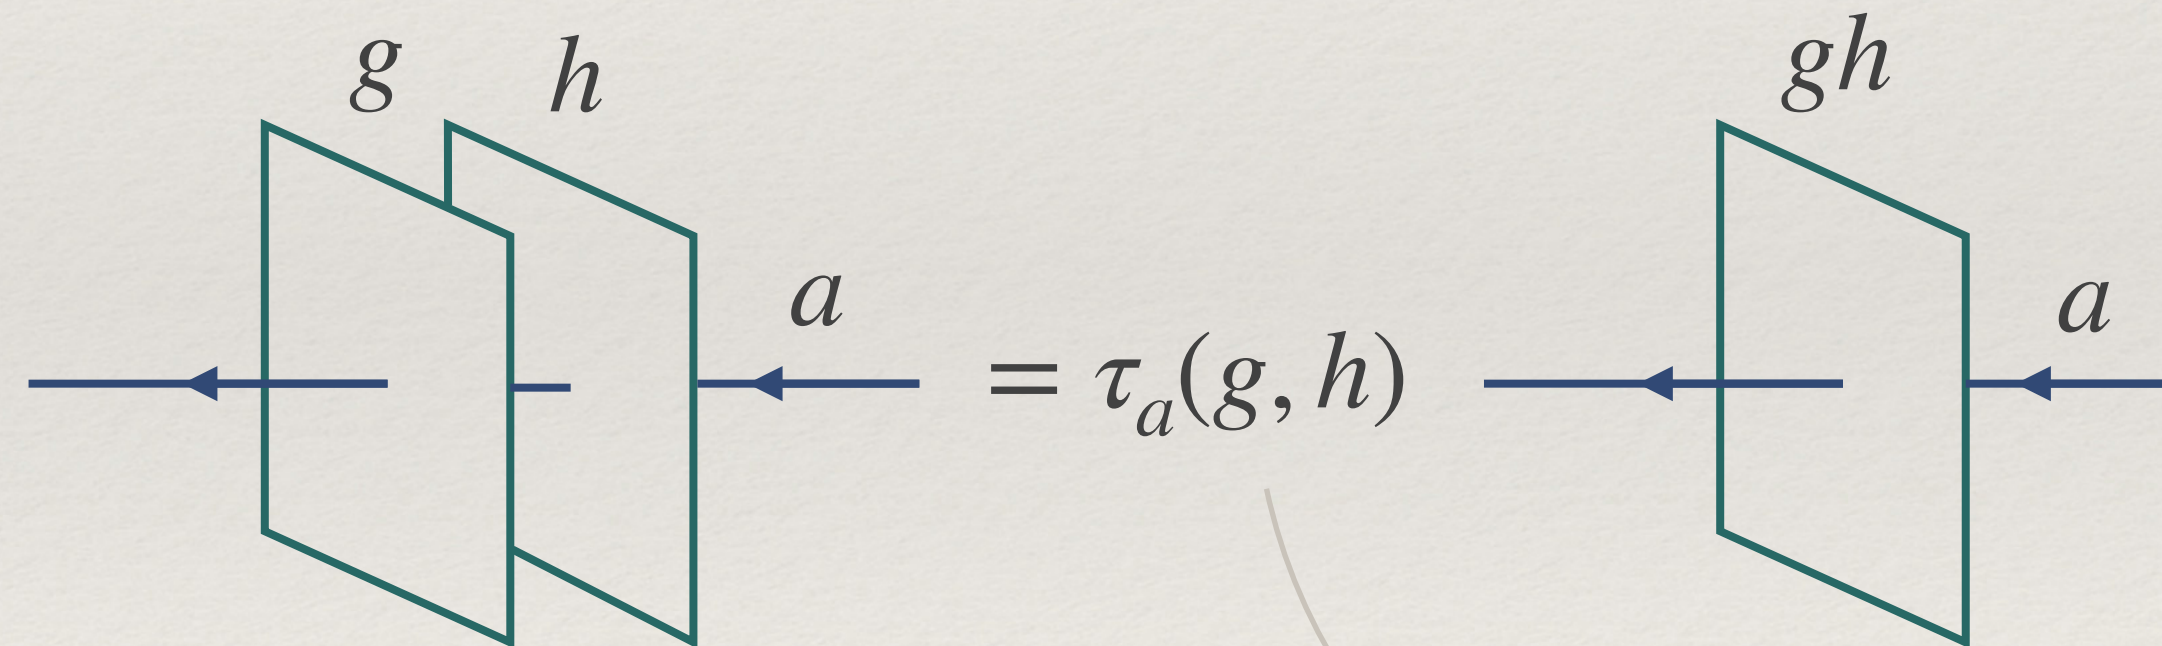 g h gh
a = τ_a(g, h) a